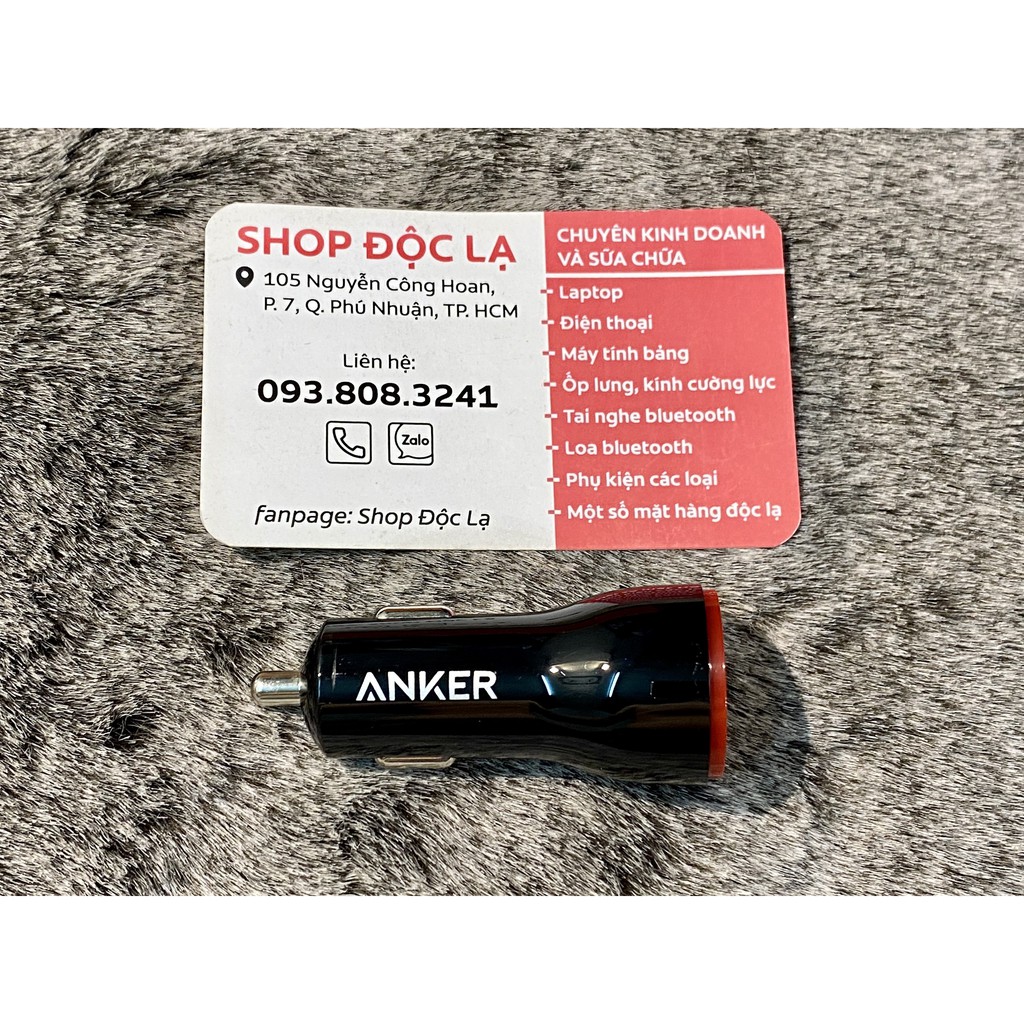 SHOP ĐỘC LẠ
105 Nguyễn Công Hoan,
P. 7, Q. Phú Nhuận, TP. HCM
Liên hệ:
093.808.3241
Zalo
fanpage: Shop Độc Lạ
CHUYÊN KINH DOANH
VÀ SỮA CHỮA
- Laptop
- Điện thoại
- Máy tính bảng
- Ốp lưng, kính cường lực
- Tai nghe bluetooth
- Loa bluetooth
- Phụ kiện các loại
- Một số mặt hàng độc lạ
ANKER